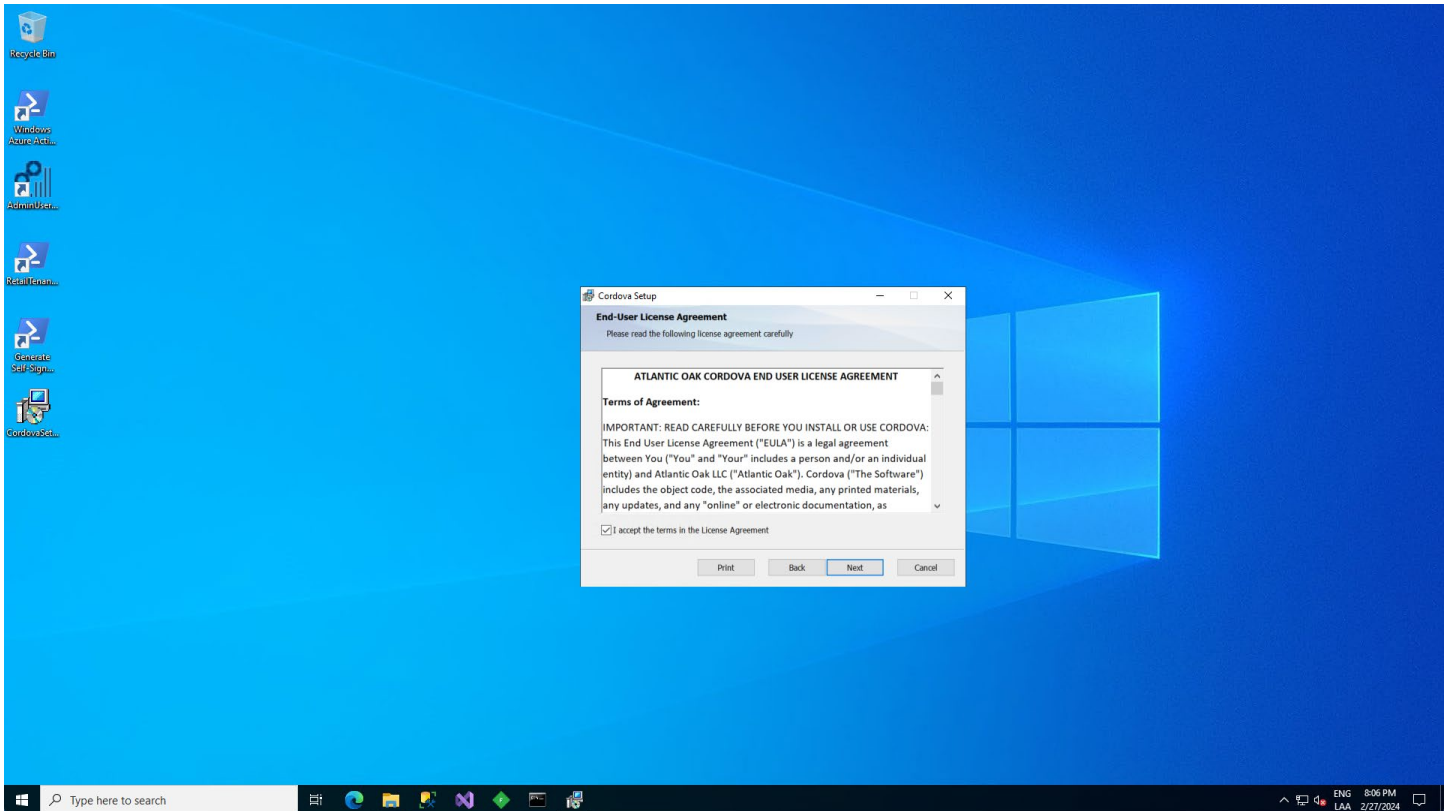 Recycle Bin
Windows
Azure Acti...
AdminUser...
RetailTenan...
Generate
Self-Sign...
CordovaSet...
Cordova Setup
End-User License Agreement
Please read the following license agreement carefully
ATLANTIC OAK CORDOVA END USER LICENSE AGREEMENT
Terms of Agreement:
IMPORTANT: READ CAREFULLY BEFORE YOU INSTALL OR USE CORDOVA:
This End User License Agreement ("EULA") is a legal agreement
between You ("You" and "Your" includes a person and/or an individual
entity) and Atlantic Oak LLC ("Atlantic Oak"). Cordova ("The Software")
includes the object code, the associated media, any printed materials,
any updates, and any "online" or electronic documentation, as
I accept the terms in the License Agreement
Print Back Next Cancel
Type here to search
ENG 8:06 PM
LAA 2/27/2024